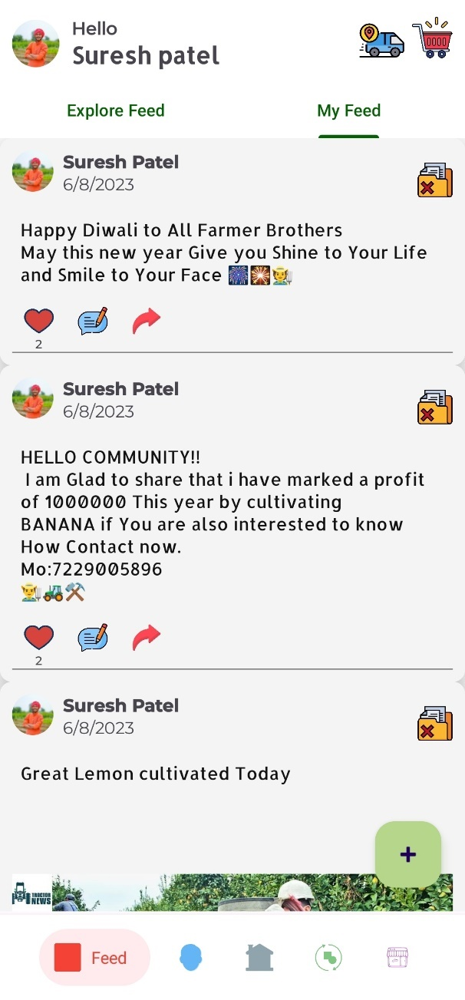 Hello
Suresh patel
Explore Feed
My Feed
Suresh Patel
6/8/2023
Happy Diwali to All Farmer Brothers
May this new year Give you Shine to Your Life
and Smile to Your Face 🎆🎇👨‍🌾
2
Suresh Patel
6/8/2023
HELLO COMMUNITY!!
I am Glad to share that i have marked a profit
of 1000000 This year by cultivating
BANANA if You are also interested to know
How Contact now.
Mo:7229005896
👨‍🌾🚜⚒️
2
Suresh Patel
6/8/2023
Great Lemon cultivated Today
+
TRACTOR
NEWS
Feed